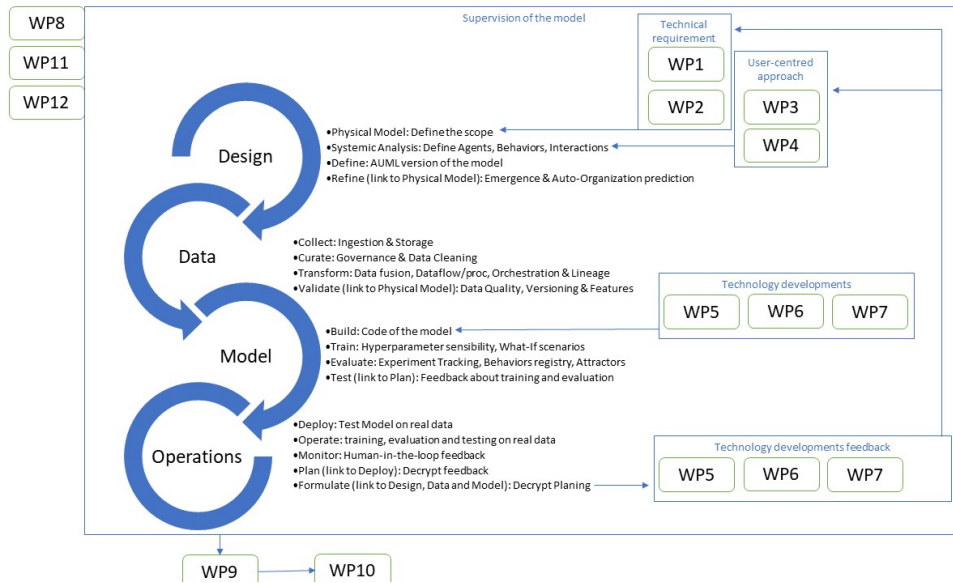 WP8
WP11
WP12
Supervision of the model
Technical
requirement
WP1
WP2
User-centred
approach
WP3
WP4
Design
•Physical Model: Define the scope
•Systemic Analysis: Define Agents, Behaviors, Interactions
•Define: AUML version of the model
•Refine (link to Physical Model): Emergence & Auto-Organization prediction
Data
•Collect: Ingestion & Storage
•Curate: Governance & Data Cleaning
•Transform: Data fusion, Dataflow/proc, Orchestration & Lineage
•Validate (link to Physical Model): Data Quality, Versioning & Features
Technology developments
WP5 WP6 WP7
Model
•Build: Code of the model
•Train: Hyperparameter sensibility, What-If scenarios
•Evaluate: Experiment Tracking, Behaviors registry, Attractors
•Test (link to Plan): Feedback about training and evaluation
Operations
•Deploy: Test Model on real data
•Operate: training, evaluation and testing on real data
•Monitor: Human-in-the-loop feedback
•Plan (link to Deploy): Decrypt feedback
•Formulate (link to Design, Data and Model): Decrypt Planing
Technology developments feedback
WP5 WP6 WP7
WP9 WP10